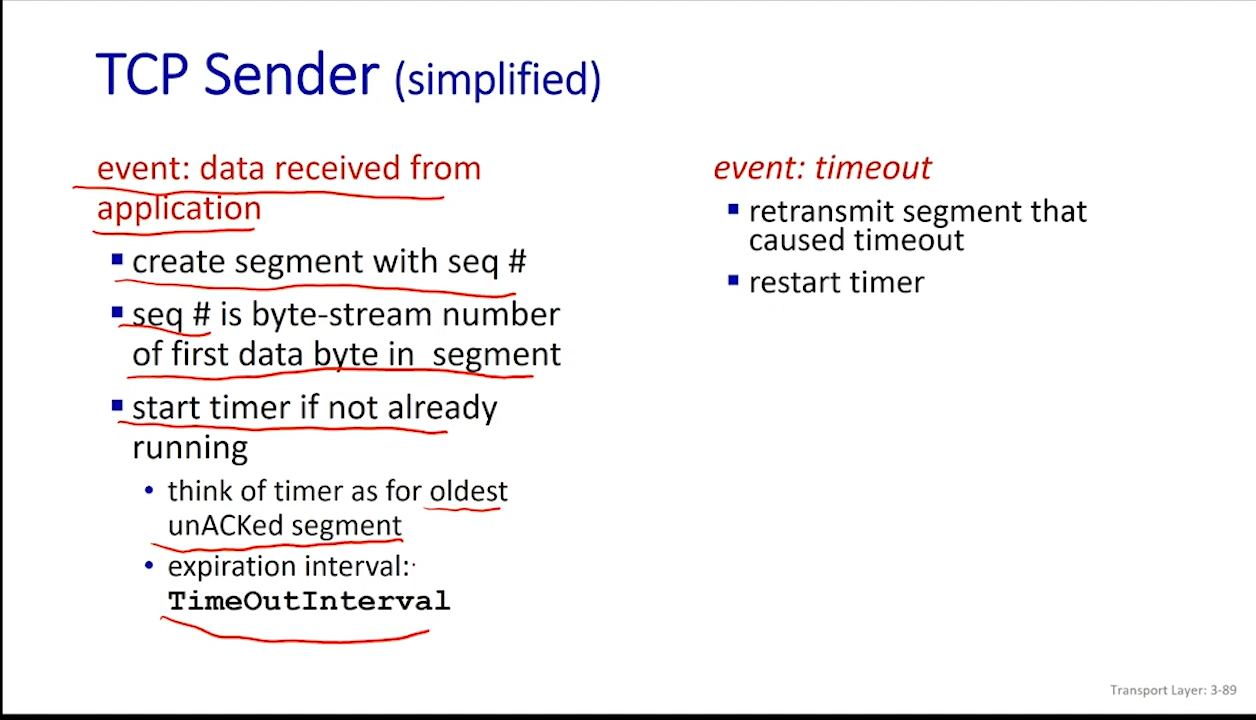 TCP Sender (simplified)
event: data received from
application
▪ create segment with seq #
▪ seq # is byte-stream number
of first data byte in segment
▪ start timer if not already
running
• think of timer as for oldest
unACKed segment
• expiration interval:
TimeOutInterval
event: timeout
▪ retransmit segment that
caused timeout
▪ restart timer
Transport Layer: 3-89